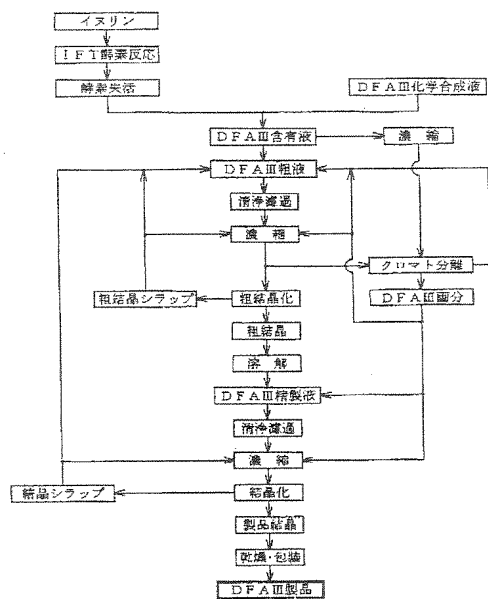 イヌリン
IFT酵素反応
酵素失活
DFAⅢ化学合成液
DFAⅢ含有液
濃縮
DFAⅢ粗液
清浄濾過
濃縮
クロマト分離
粗結晶シラップ
粗結晶化
DFAⅢ画分
粗結晶
溶解
DFAⅢ精製液
清浄濾過
濃縮
結晶シラップ
結晶化
製品結晶
乾燥・包装
DFAⅢ製品